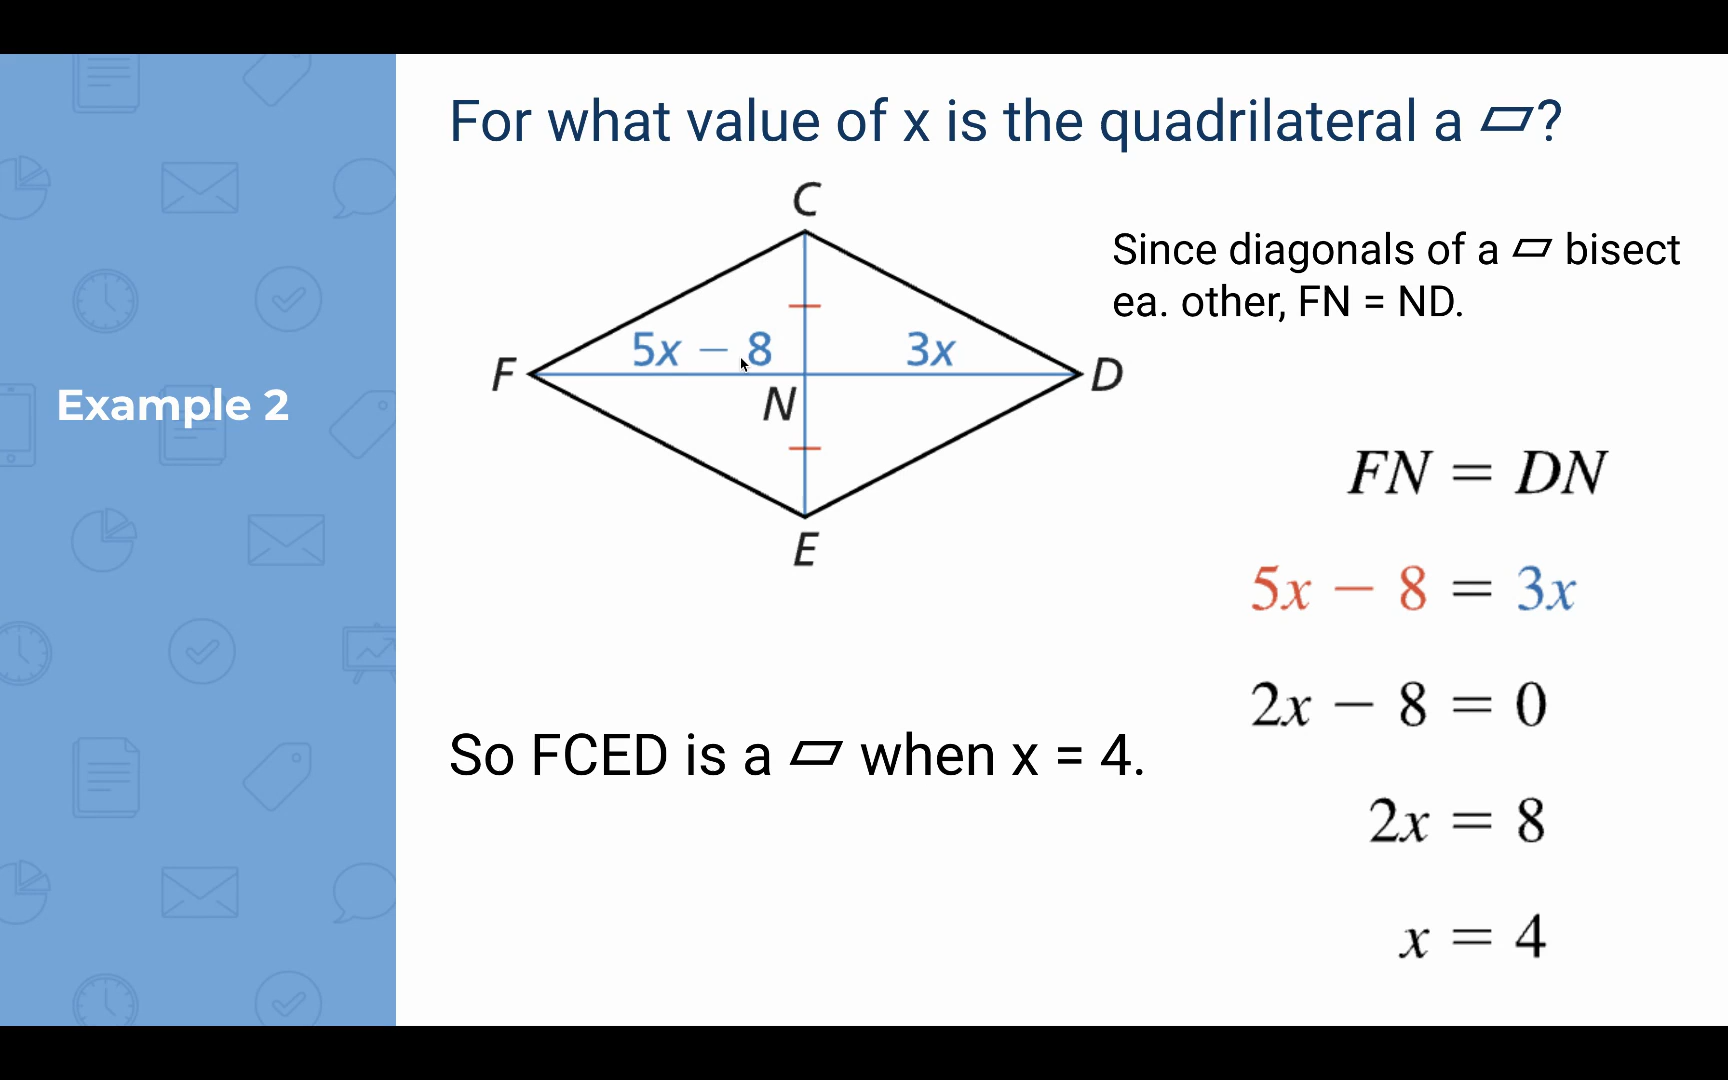 Example 2
For what value of x is the quadrilateral a ▱?
C
5x − 8
3x
F
N
D
E
Since diagonals of a ▱ bisect
ea. other, FN = ND.
FN = DN
5x − 8 = 3x
2x − 8 = 0
2x = 8
x = 4
So FCED is a ▱ when x = 4.